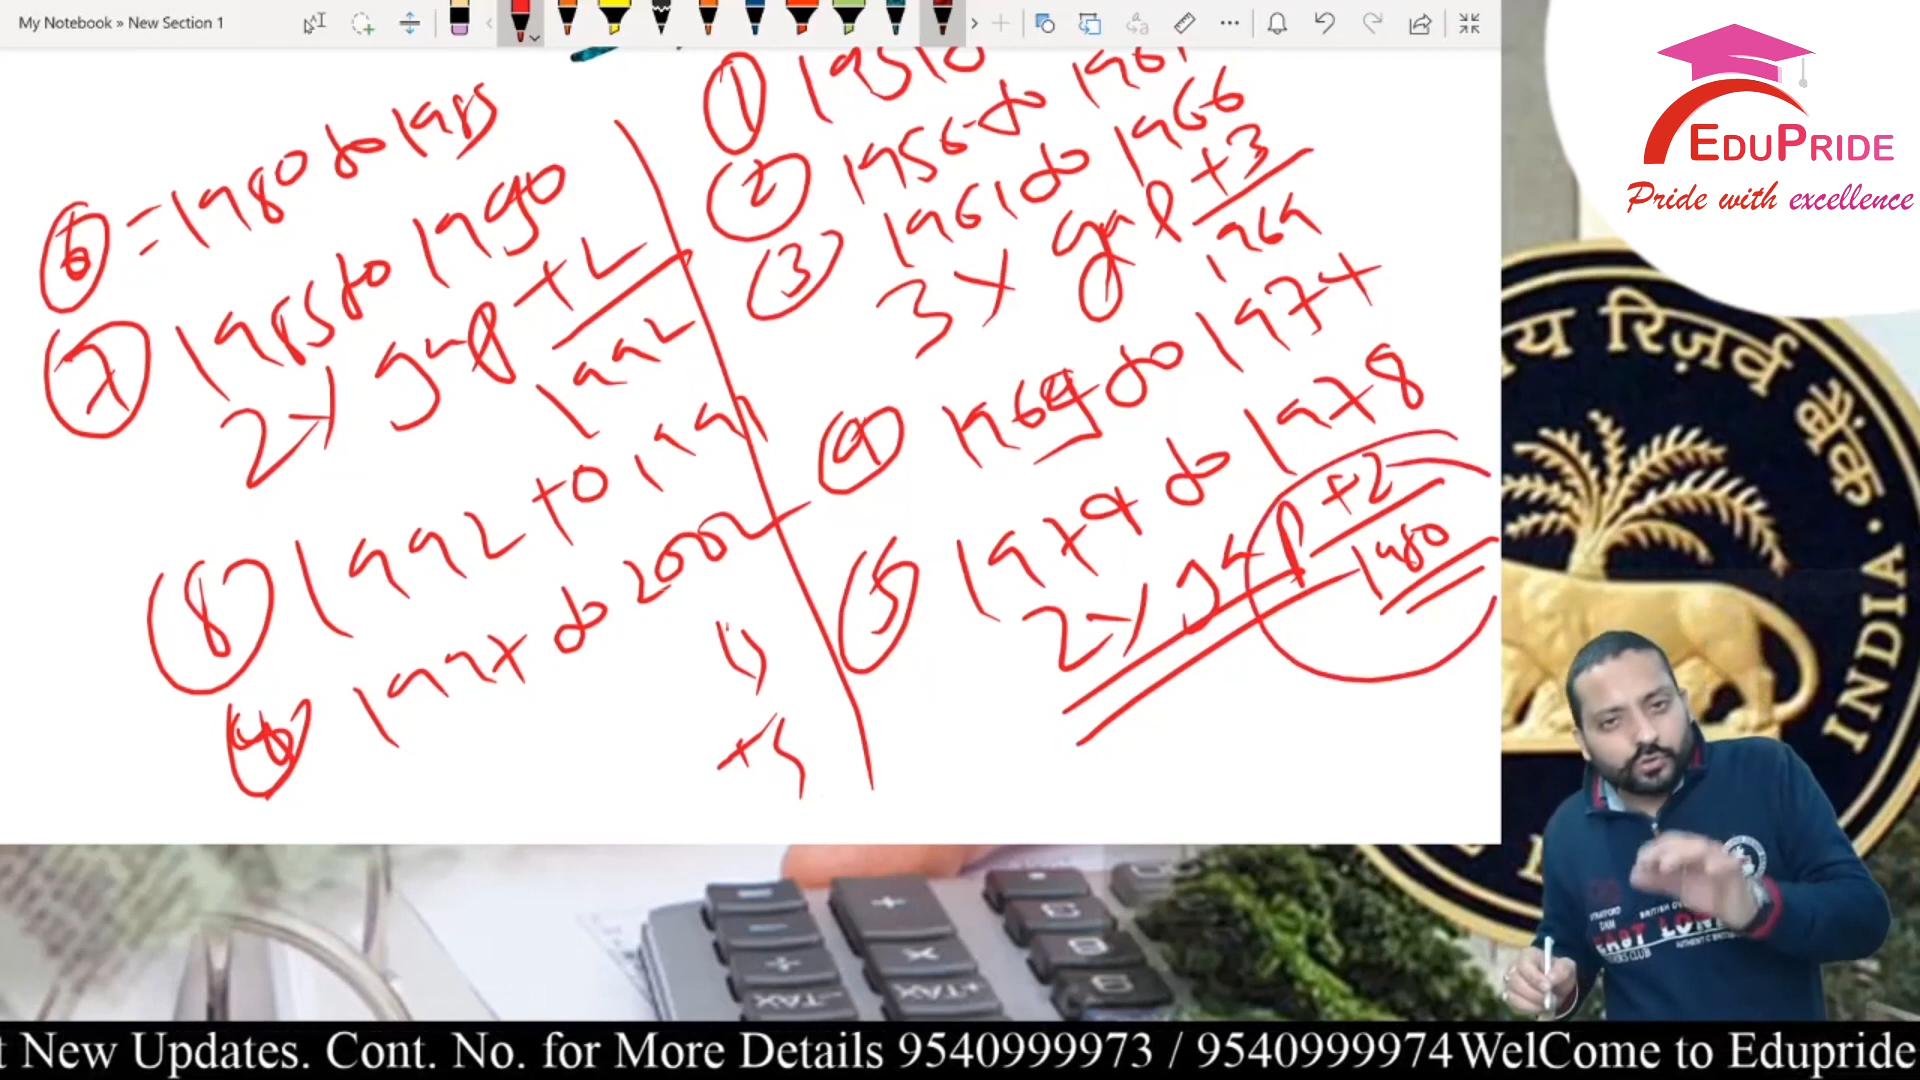 My Notebook » New Section 1
① 1951 to
② 1956 to 1961
③ 1961 to 1966
3 Y gap +3
1969
④ 1969 to 1974
⑤ 1974 to 1978
2 Y gap +2
1980
⑥ = 1980 to 1985
⑦ 1985 to 1990
2 Y gap +2
1992
⑧ 1992 to 199
1997 to 2002
+5
EDUPRIDE
Pride with excellence
रिज़र्व बैंक
INDIA
t New Updates. Cont. No. for More Details 9540999973 / 9540999974 WelCome to Edupride